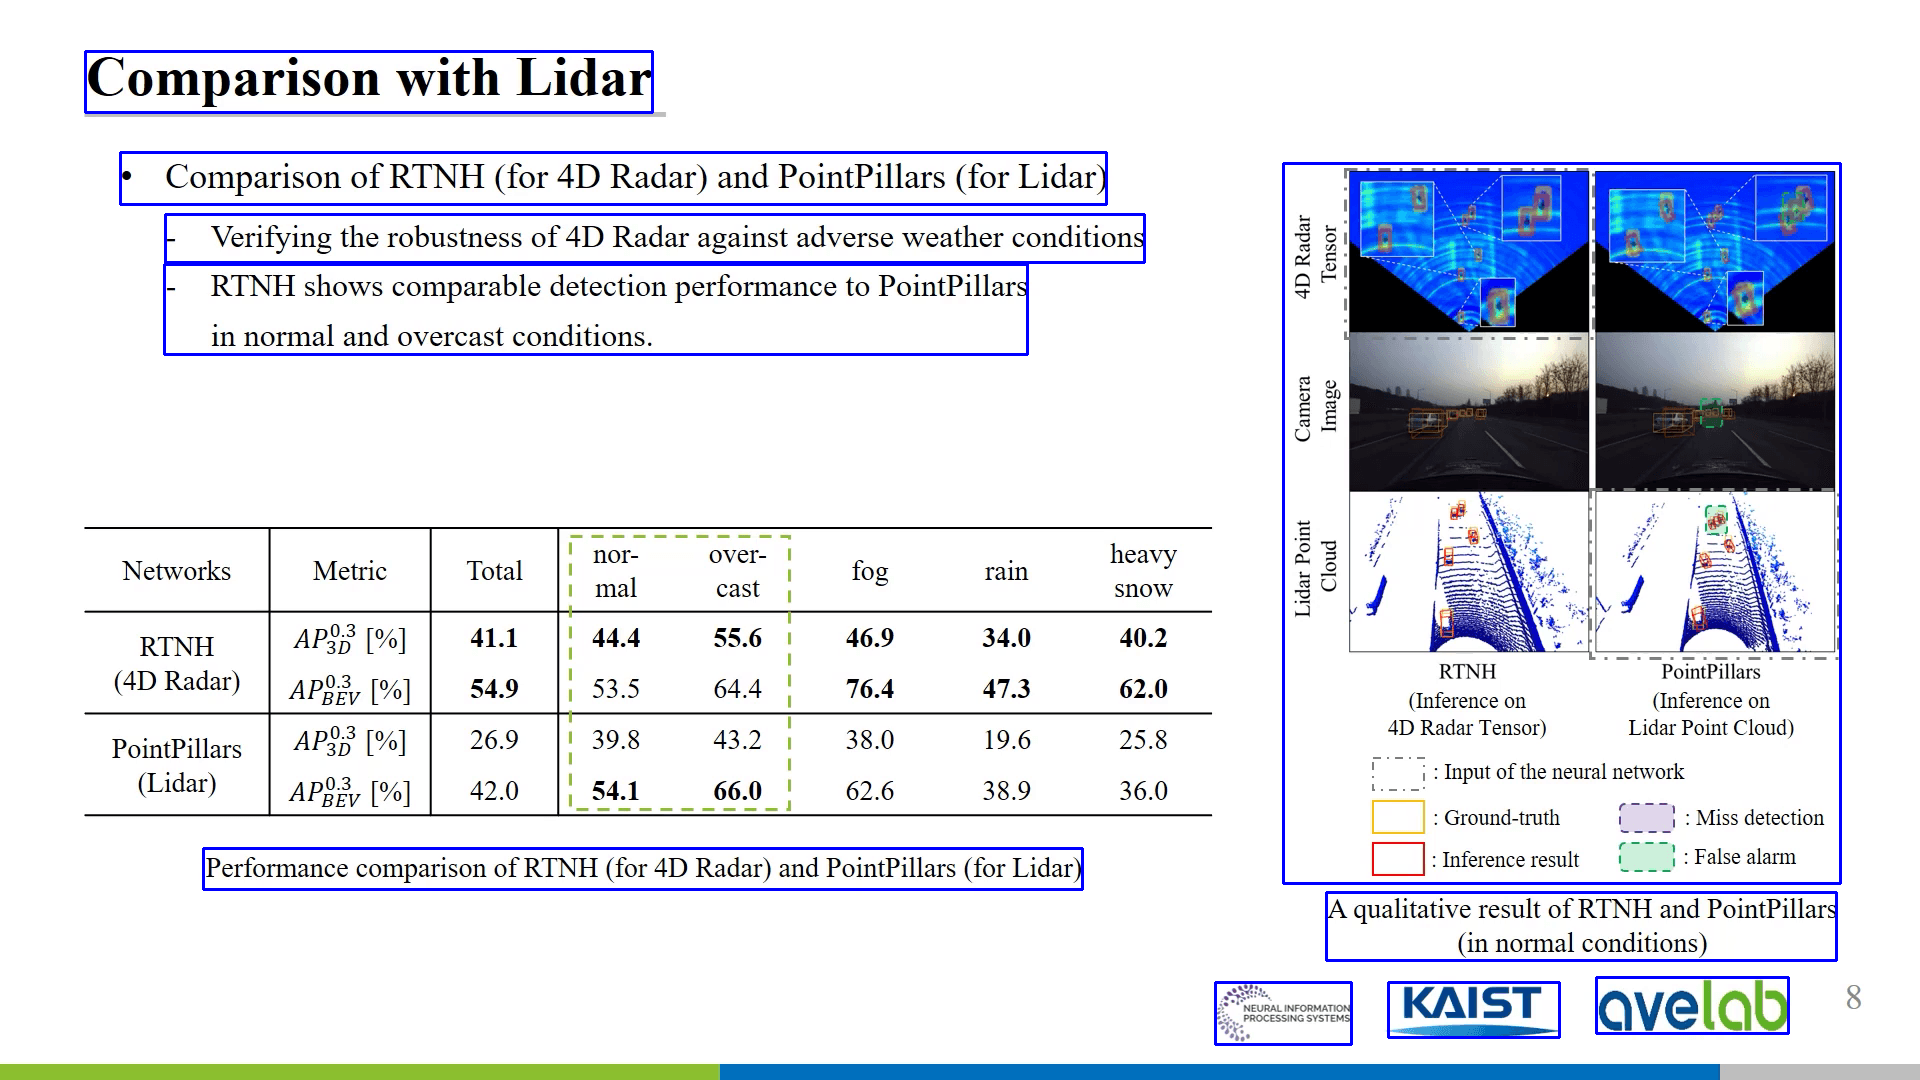 Comparison with Lidar
• Comparison of RTNH (for 4D Radar) and PointPillars (for Lidar)
- Verifying the robustness of 4D Radar against adverse weather conditions
- RTNH shows comparable detection performance to PointPillars
in normal and overcast conditions.
Networks Metric Total nor-mal over-cast fog rain heavy snow
RTNH (4D Radar) AP_{3D}^{0.3} [%] 41.1 44.4 55.6 46.9 34.0 40.2
AP_{BEV}^{0.3} [%] 54.9 53.5 64.4 76.4 47.3 62.0
PointPillars (Lidar) AP_{3D}^{0.3} [%] 26.9 39.8 43.2 38.0 19.6 25.8
AP_{BEV}^{0.3} [%] 42.0 54.1 66.0 62.6 38.9 36.0
Performance comparison of RTNH (for 4D Radar) and PointPillars (for Lidar)
4D Radar
Tensor
Camera
Image
Lidar Point
Cloud
RTNH
(Inference on
4D Radar Tensor)
PointPillars
(Inference on
Lidar Point Cloud)
: Input of the neural network
: Ground-truth
: Miss detection
: Inference result
: False alarm
A qualitative result of RTNH and PointPillars
(in normal conditions)
NEURAL INFORMATION
PROCESSING SYSTEMS
KAIST
avelab
8